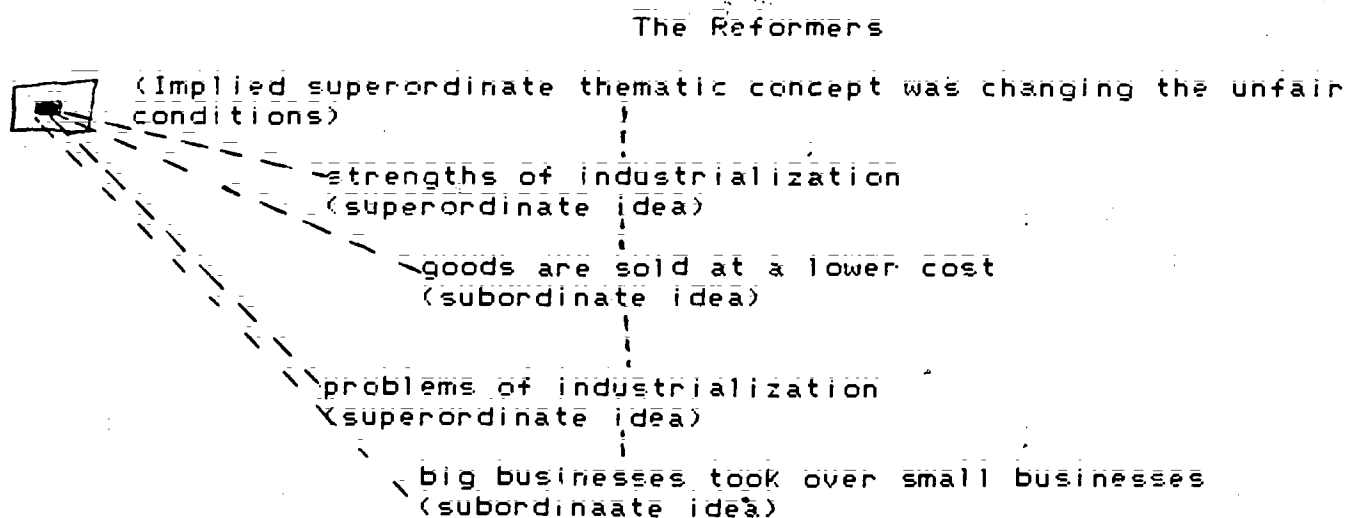 The Reformers
(Implied superordinate thematic concept was changing the unfair
conditions)
strengths of industrialization
(superordinate idea)
goods are sold at a lower cost
(subordinate idea)
problems of industrialization
(superordinate idea)
big businesses took over small businesses
(subordinaate idea)